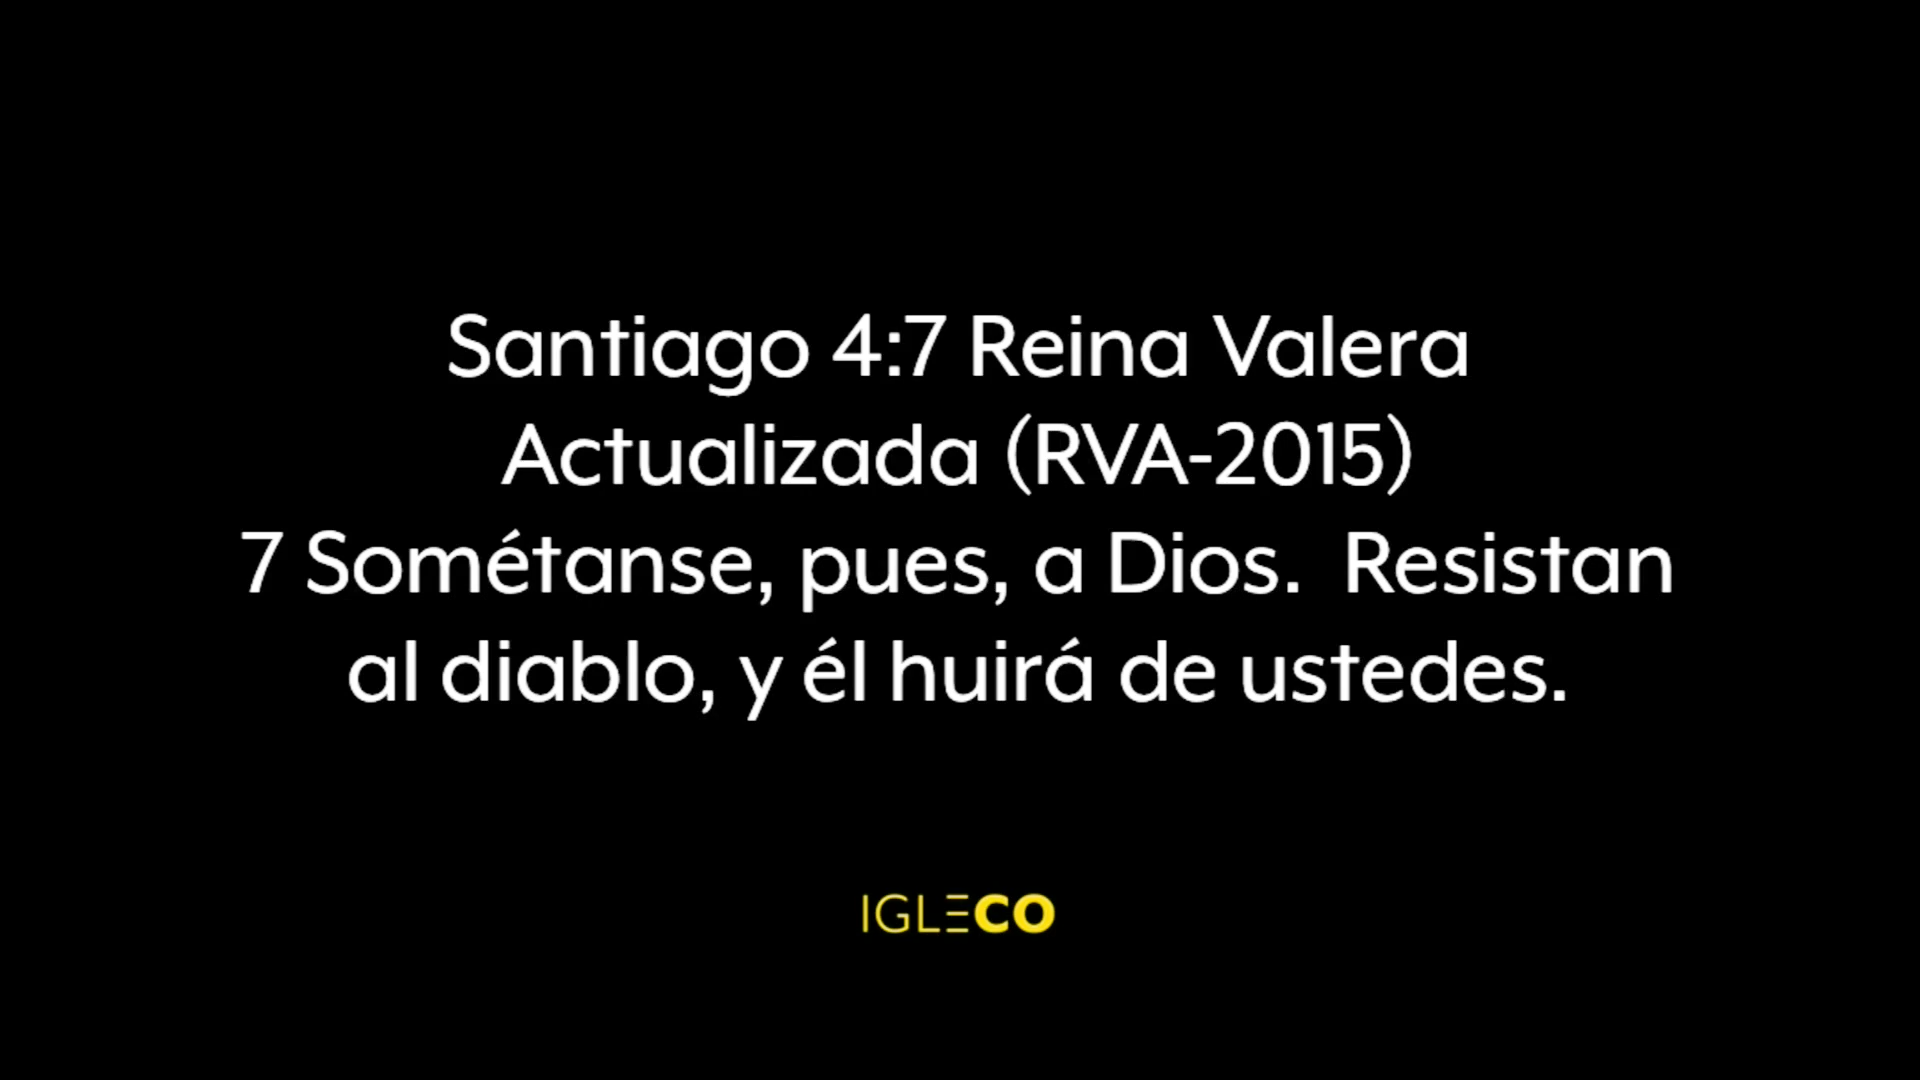 Santiago 4:7 Reina Valera
Actualizada (RVA-2015)
7 Sométanse, pues, a Dios.  Resistan
al diablo, y él huirá de ustedes.
IGLECO